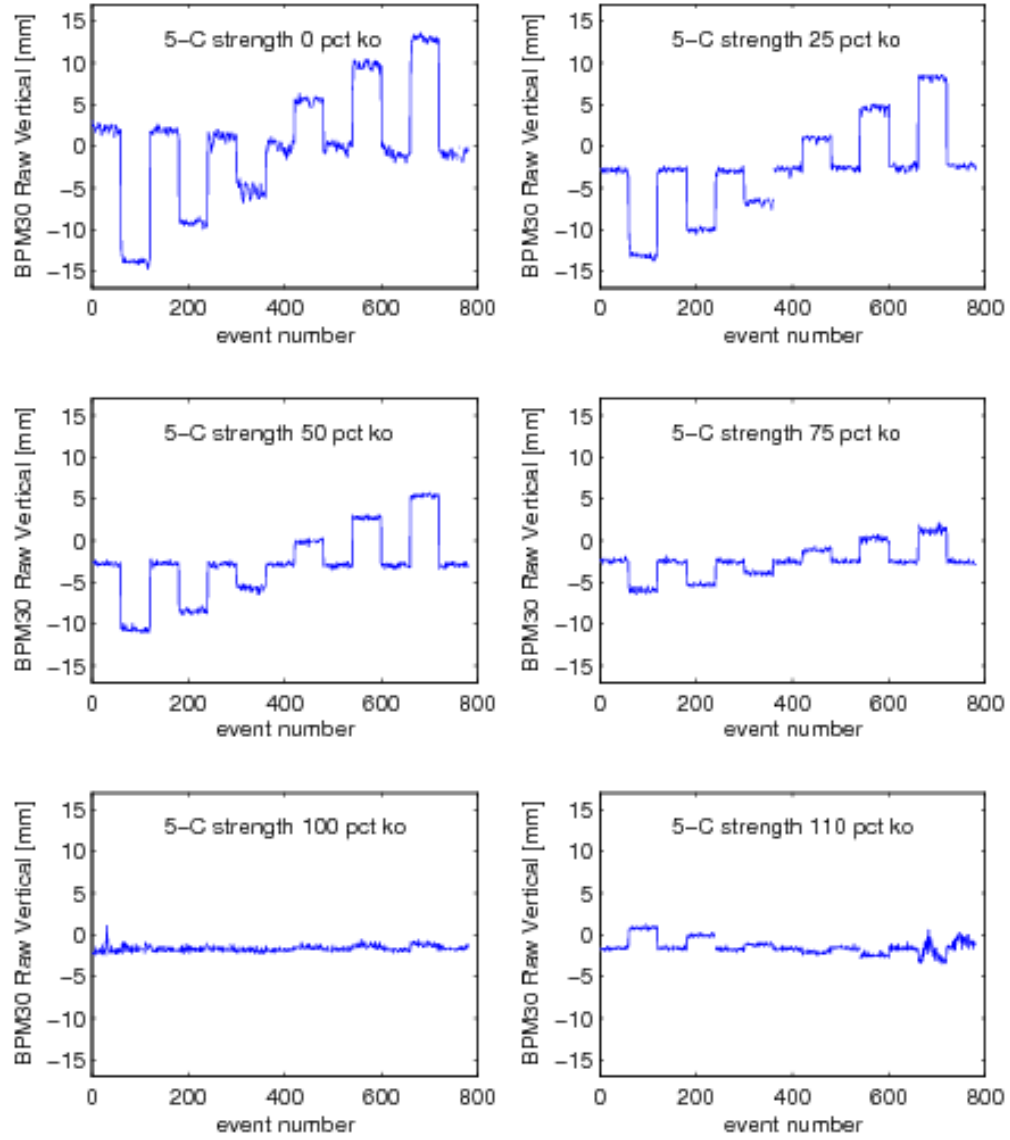 BPM30 Raw Vertical [mm]
15
10
5
0
−5
−10
−15
5−C strength 0 pct ko
0 200 400 600 800
event number
BPM30 Raw Vertical [mm]
15
10
5
0
−5
−10
−15
5−C strength 25 pct ko
0 200 400 600 800
event number
BPM30 Raw Vertical [mm]
15
10
5
0
−5
−10
−15
5−C strength 50 pct ko
0 200 400 600 800
event number
BPM30 Raw Vertical [mm]
15
10
5
0
−5
−10
−15
5−C strength 75 pct ko
0 200 400 600 800
event number
BPM30 Raw Vertical [mm]
15
10
5
0
−5
−10
−15
5−C strength 100 pct ko
0 200 400 600 800
event number
BPM30 Raw Vertical [mm]
15
10
5
0
−5
−10
−15
5−C strength 110 pct ko
0 200 400 600 800
event number